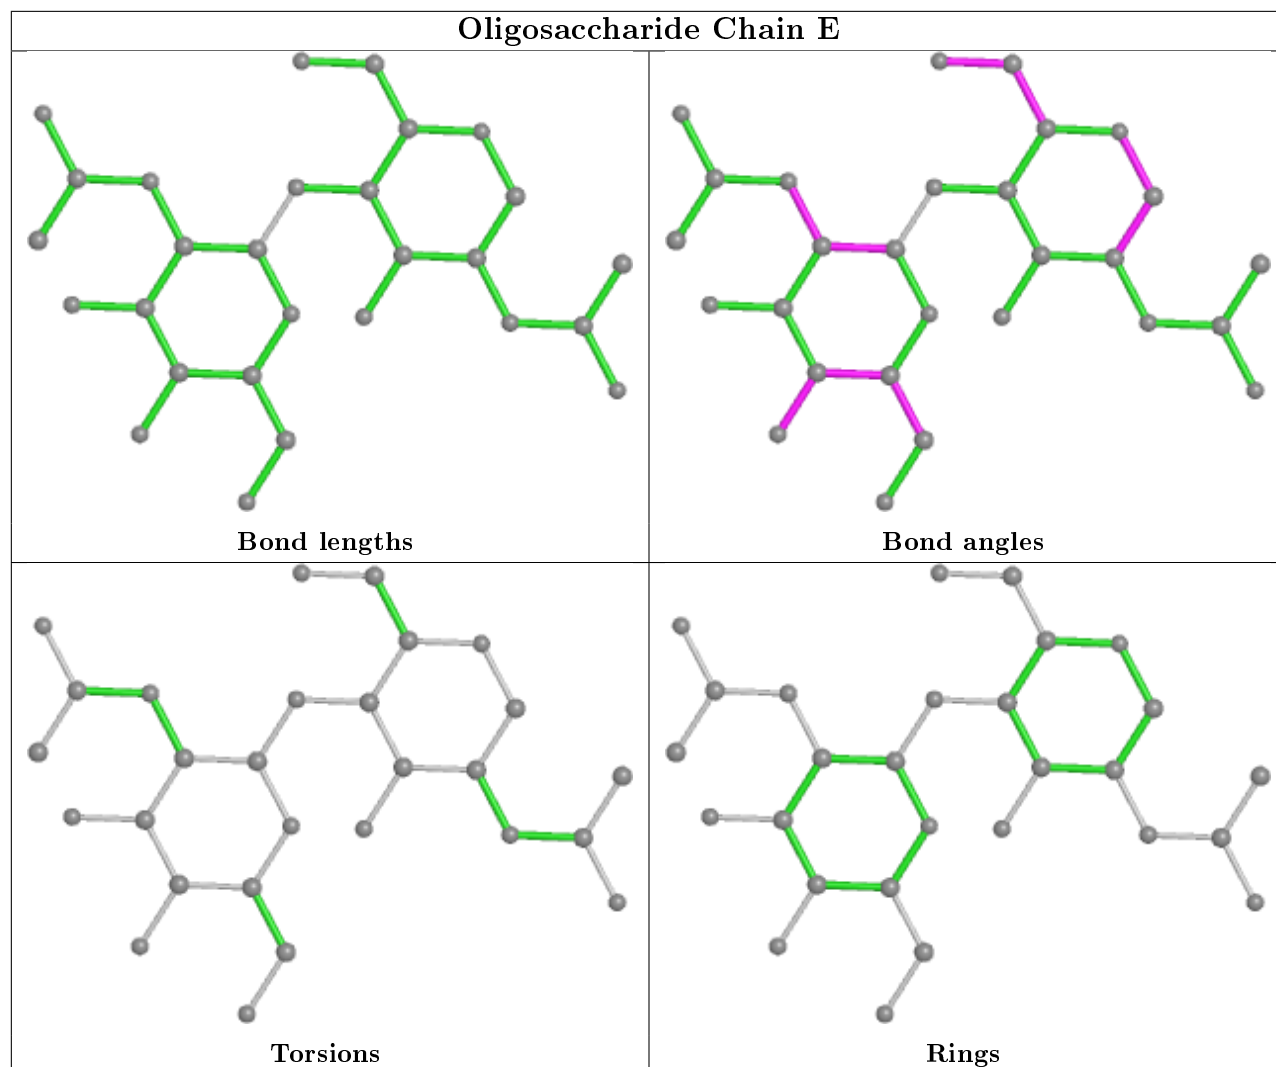 Oligosaccharide Chain E
Bond lengths
Bond angles
Torsions
Rings